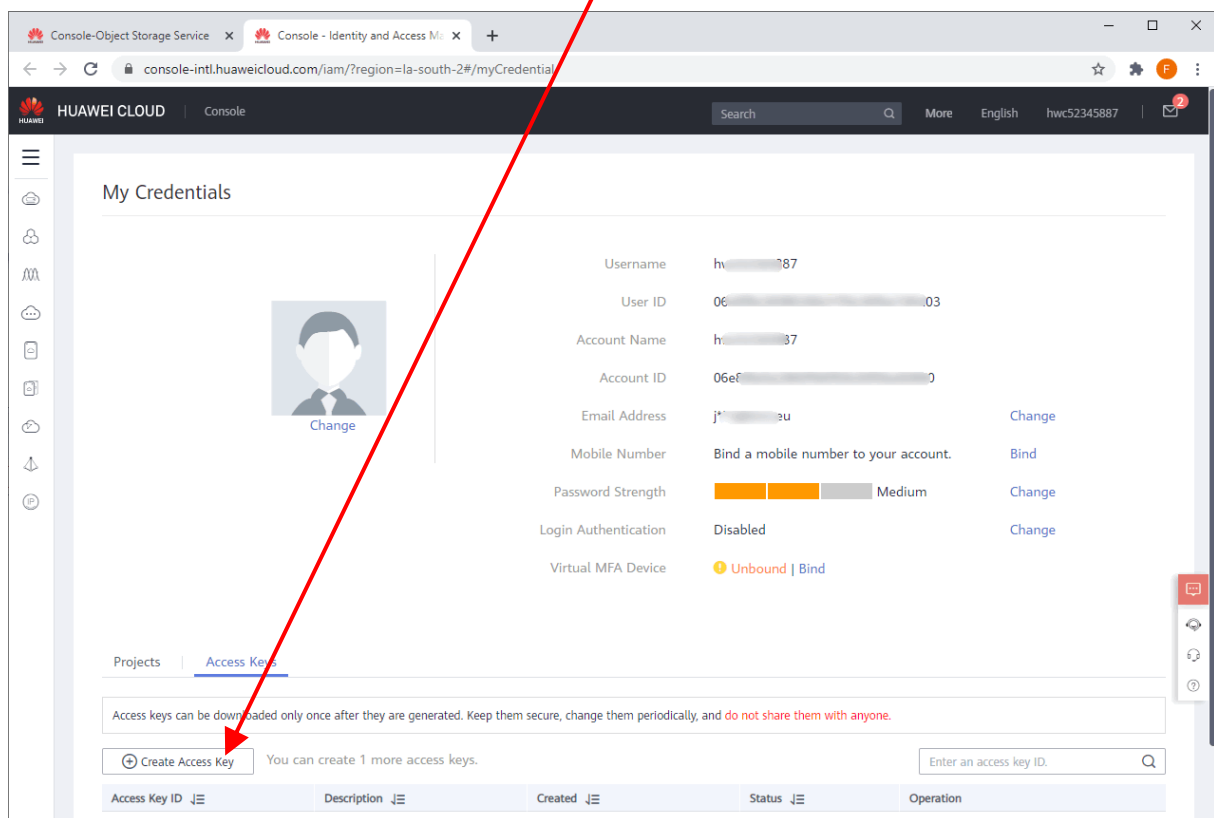 Console-Object Storage Service
Console - Identity and Access Ma
console-intl.huaweicloud.com/iam/?region=la-south-2#/myCredential
F
HUAWEI
HUAWEI CLOUD
Console
Search
More
English
hwc52345887
2
My Credentials
Username
User ID
Account Name
Account ID
06e8
Email Address
eu
Change
Change
Mobile Number
Bind a mobile number to your account.
Bind
Password Strength
Medium
Change
Login Authentication
Disabled
Change
Virtual MFA Device
Unbound | Bind
IP
Projects
Access Keys
Access keys can be downloaded only once after they are generated. Keep them secure, change them periodically, and do not share them with anyone.
Create Access Key
You can create 1 more access keys.
Enter an access key ID.
Access Key ID
Description
Created
Status
Operation